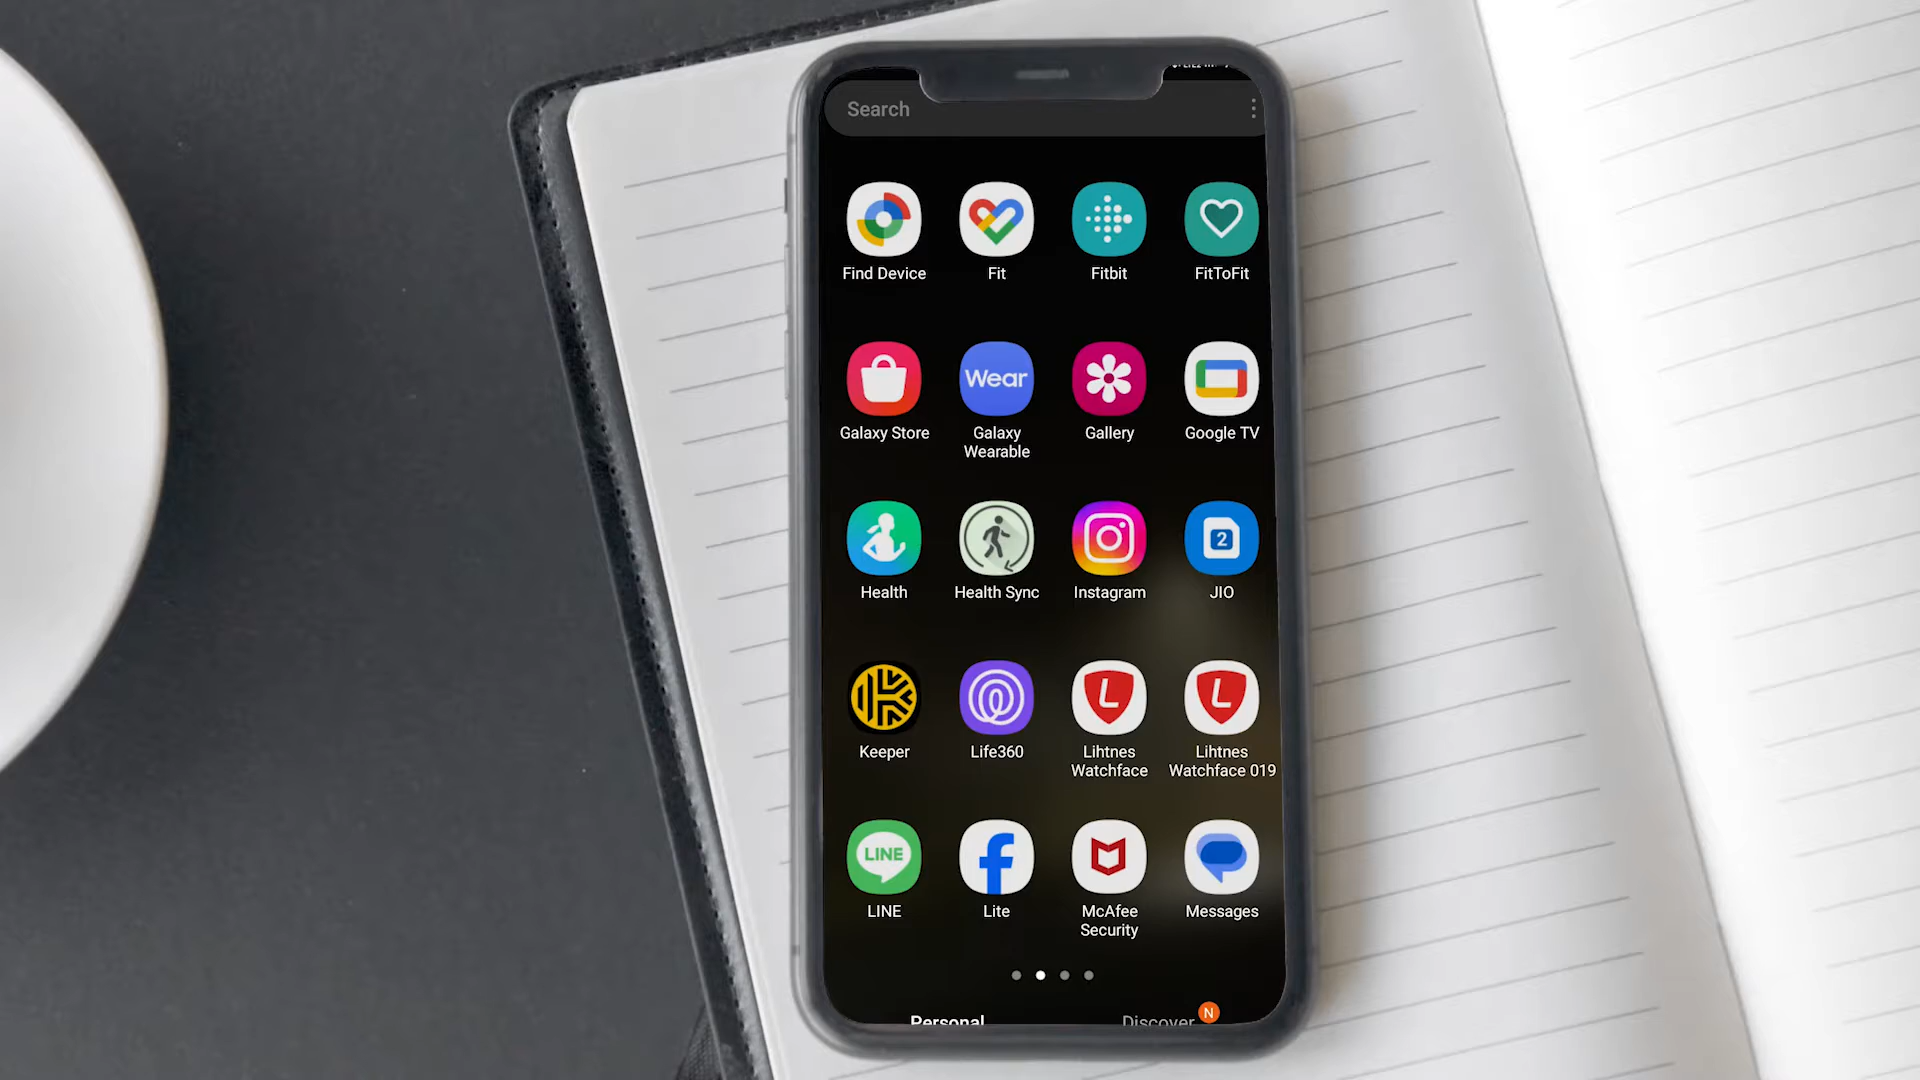 Search
Find Device
Fit
Fitbit
FitToFit
Wear
Galaxy Store
Galaxy
Wearable
Gallery
Google TV
2
Health
Health Sync
Instagram
JIO
L
L
Keeper
Life360
Lihtnes
Watchface
Lihtnes
Watchface 019
LINE
LINE
Lite
McAfee
Security
Messages
N
Personal
Discover